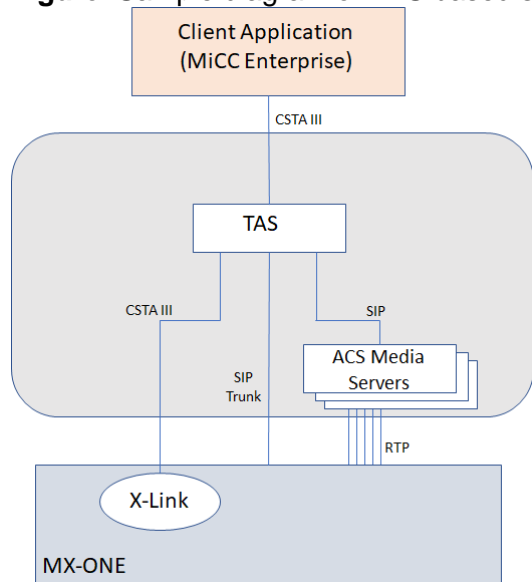 Client Application
(MiCC Enterprise)
CSTA III
TAS
CSTA III
SIP
ACS Media
Servers
SIP
Trunk
RTP
X-Link
MX-ONE